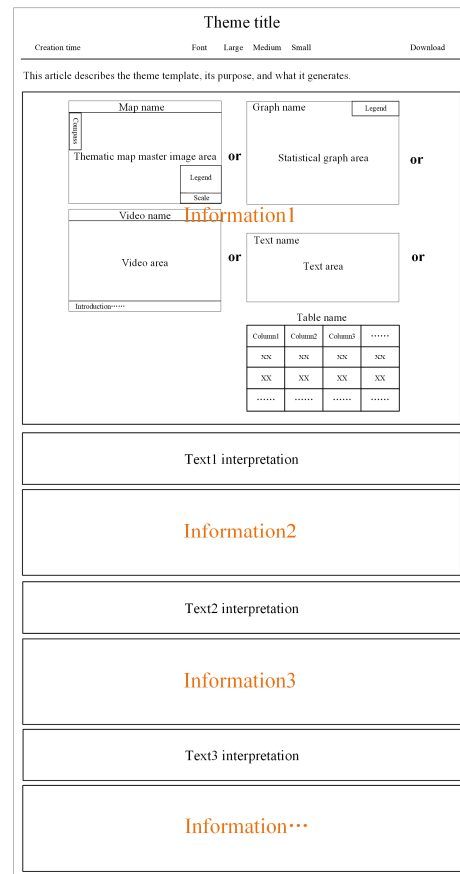 Theme title
Creation time Font Large Medium Small Download
This article describes the theme template, its purpose, and what it generates.
Map name
Compass
Thematic map master image area
Legend
Scale
or
Graph name
Legend
Statistical graph area
or
Information1
Video name
Video area
Introduction······
or
Text name
Text area
or
Table name
Column1 Column2 Column3 ······
XX XX XX XX
XX XX XX XX
······ ······ ······ ······
Text1 interpretation
Information2
Text2 interpretation
Information3
Text3 interpretation
Information···